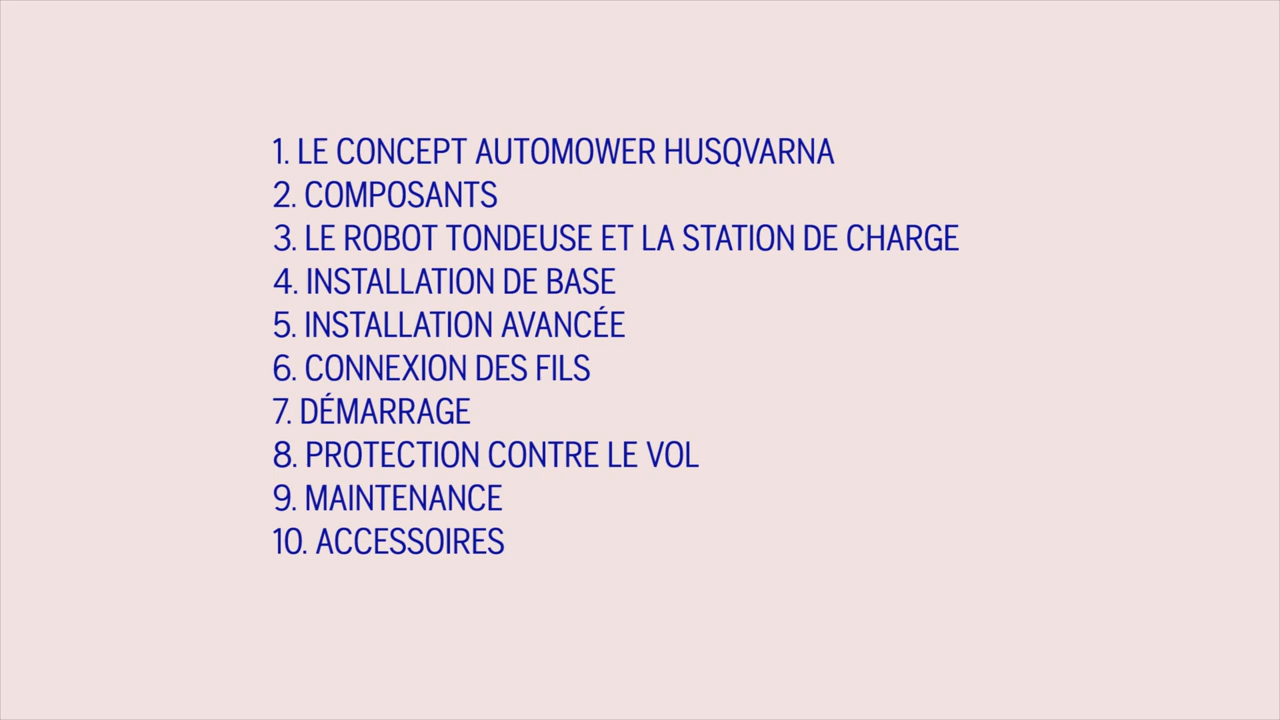 1. LE CONCEPT AUTOMOWER HUSQVARNA
2. COMPOSANTS
3. LE ROBOT TONDEUSE ET LA STATION DE CHARGE
4. INSTALLATION DE BASE
5. INSTALLATION AVANCÉE
6. CONNEXION DES FILS
7. DÉMARRAGE
8. PROTECTION CONTRE LE VOL
9. MAINTENANCE
10. ACCESSOIRES